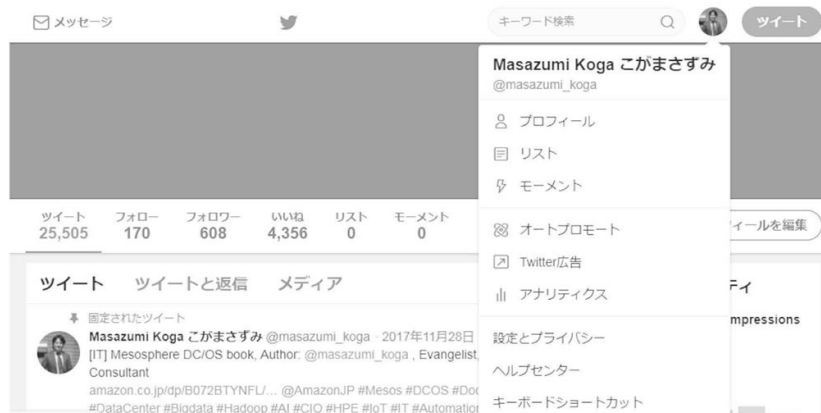 メッセージ
キーワード検索
ツイート
Masazumi Koga こがまさずみ
@masazumi_koga
プロフィール
リスト
モーメント
オートプロモート
Twitter広告
アナリティクス
設定とプライバシー
ヘルプセンター
キーボードショートカット
ツイート フォロー フォロワー いいね リスト モーメント
25,505 170 608 4,356 0 0
ィールを編集
ツイート ツイートと返信 メディア
固定されたツイート
Masazumi Koga こがまさずみ @masazumi_koga · 2017年11月28日
[IT] Mesosphere DC/OS book, Author: @masazumi_koga , Evangelist,
Consultant
amazon.co.jp/dp/B072BTYNFL/… @AmazonJP #Mesos #DCOS #Doc
#DataCenter #Bigdata #Hadoop #AI #CIO #HPE #IoT #IT #Automation
ティ
mpressions